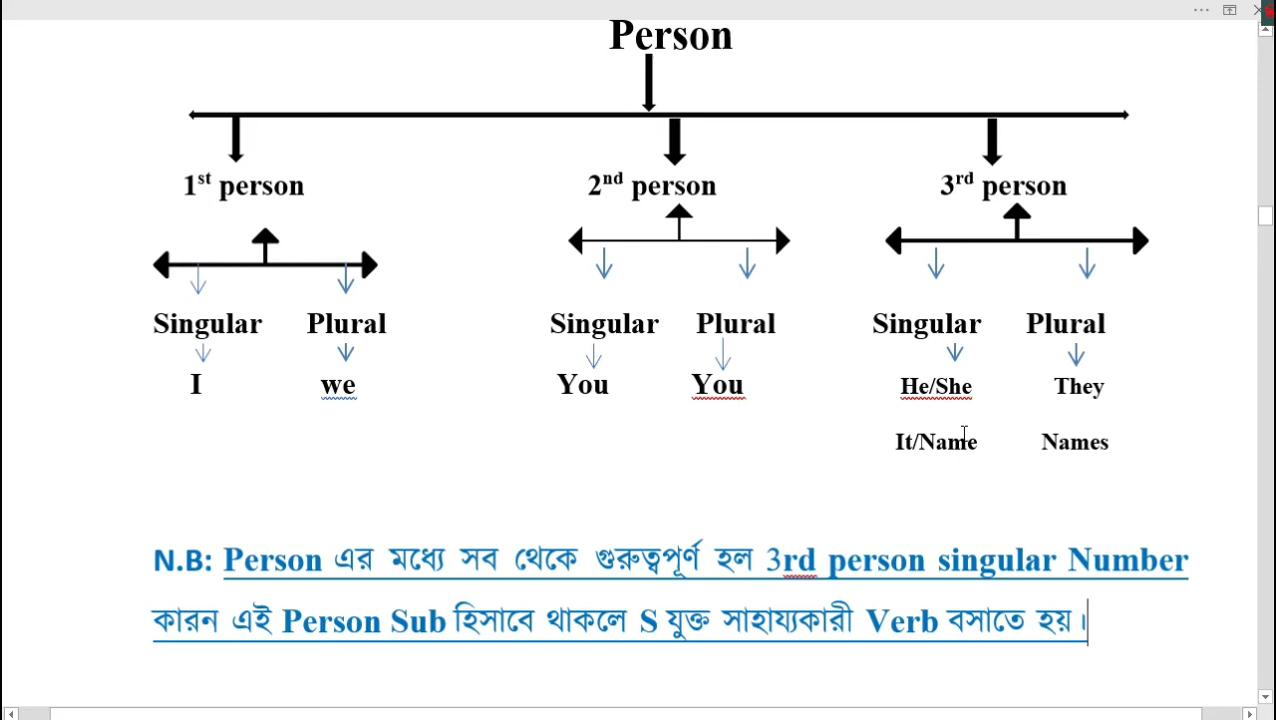 Person
1st person 2nd person 3rd person
Singular Plural Singular Plural Singular Plural
I we You You He/She They
It/Name Names
N.B: Person এর মধ্যে সব থেকে গুরুত্বপূর্ণ হল 3rd person singular Number
কারন এই Person Sub হিসাবে থাকলে S যুক্ত সাহায্যকারী Verb বসাতে হয়।